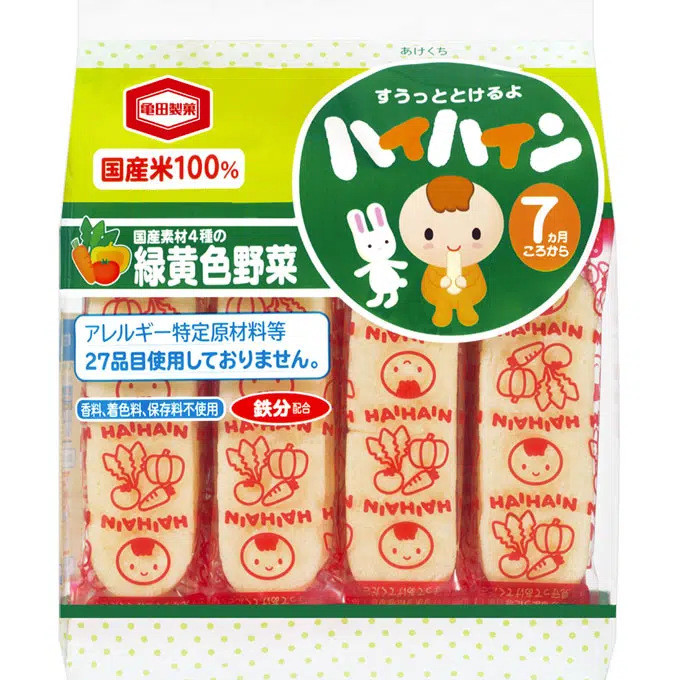 あけくち
亀田製菓
すうっととけるよ
ハイハイン
国産米100%
7ヵ月
ころから
国産素材4種の
緑黄色野菜
アレルギー特定原材料等
27品目使用しておりません。
香料、着色料、保存料不使用
鉄分配合
HAIHAIN
HAIHAIN
HAIHAIN
HAIHAIN
HAIHAIN
HAIHAIN
HAIHAIN
HAIHAIN
HAIHAIN